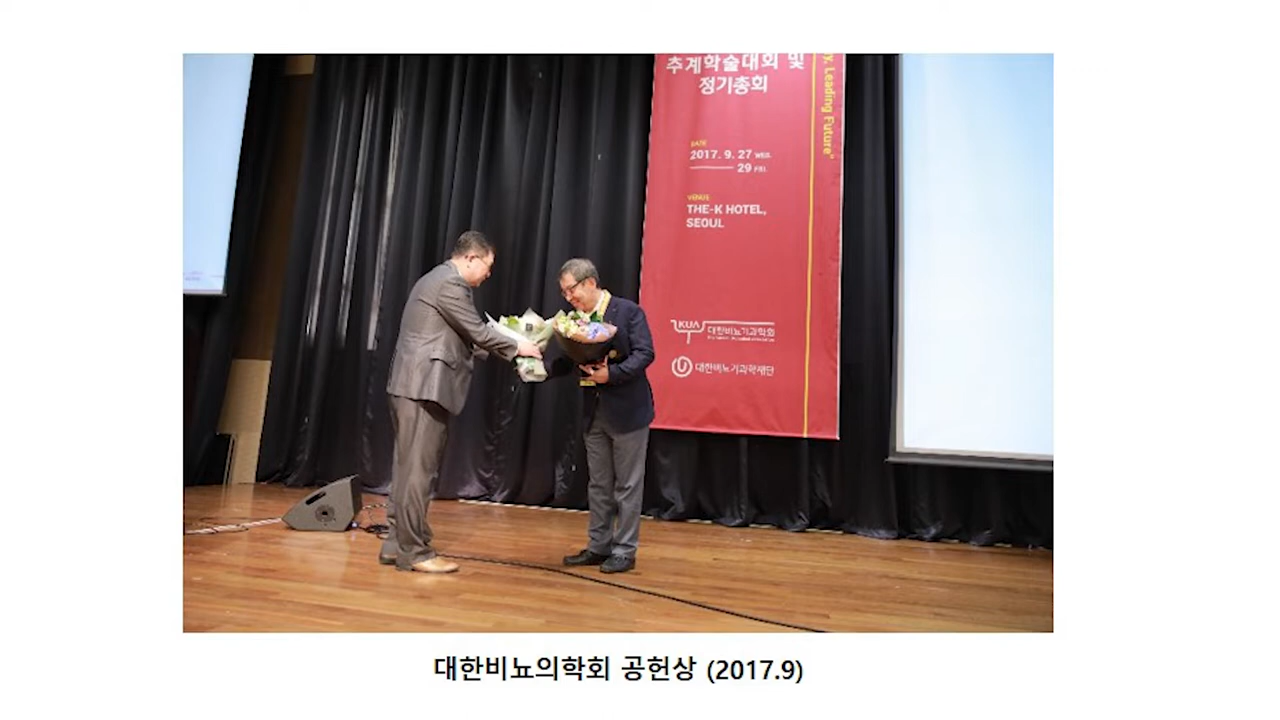 추계학술대회 및
정기총회
y, Leading Future"
DATE
2017. 9. 27 WED.
29 FRI.
VENUE
THE-K HOTEL,
SEOUL
KUA 대한비뇨기과학회
대한비뇨기과학재단
대한비뇨의학회 공헌상 (2017.9)